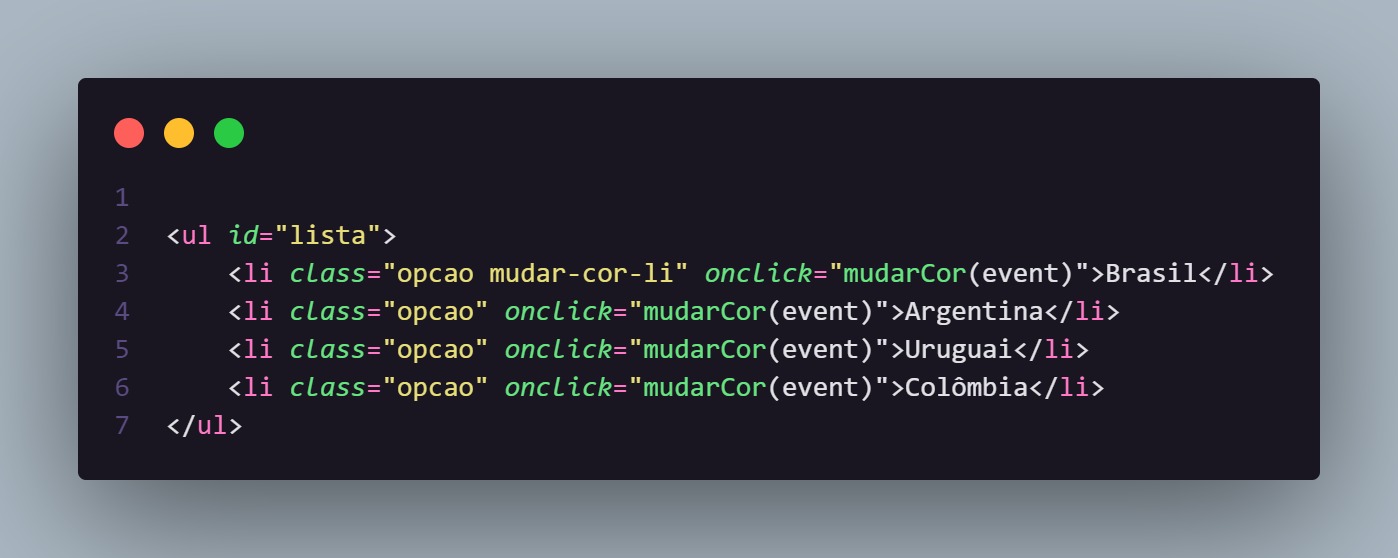 1
2 <ul id="lista">
3     <li class="opcao mudar-cor-li" onclick="mudarCor(event)">Brasil</li>
4     <li class="opcao" onclick="mudarCor(event)">Argentina</li>
5     <li class="opcao" onclick="mudarCor(event)">Uruguai</li>
6     <li class="opcao" onclick="mudarCor(event)">Colômbia</li>
7 </ul>